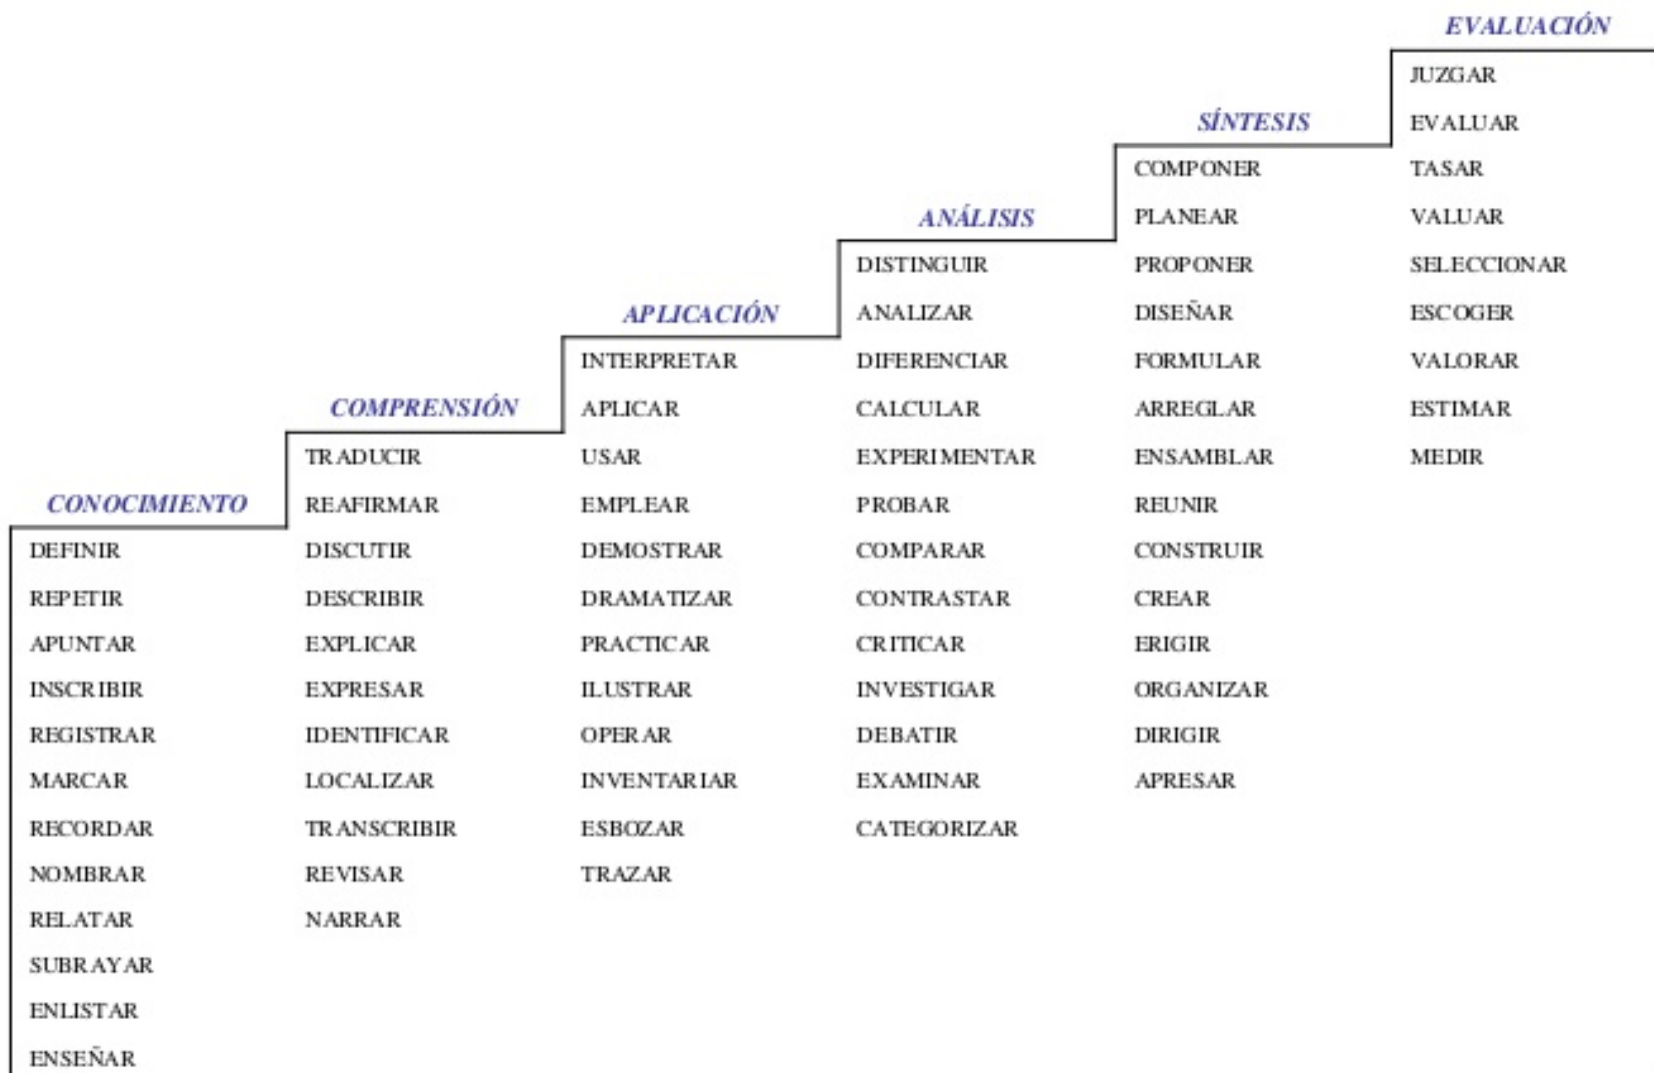 CONOCIMIENTO
DEFINIR
REPETIR
APUNTAR
INSCRIBIR
REGISTRAR
MARCAR
RECORDAR
NOMBRAR
RELATAR
SUBRAYAR
ENLISTAR
ENSEÑAR
COMPRENSIÓN
TRADUCIR
REAFIRMAR
DISCUTIR
DESCRIBIR
EXPLICAR
EXPRESAR
IDENTIFICAR
LOCALIZAR
TRANSCRIBIR
REVISAR
NARRAR
APLICACIÓN
INTERPRETAR
APLICAR
USAR
EMPLEAR
DEMOSTRAR
DRAMATIZAR
PRACTICAR
ILUSTRAR
OPERAR
INVENTARIAR
ESBOZAR
TRAZAR
ANÁLISIS
DISTINGUIR
ANALIZAR
DIFERENCIAR
CALCULAR
EXPERIMENTAR
PROBAR
COMPARAR
CONTRASTAR
CRITICAR
INVESTIGAR
DEBATIR
EXAMINAR
CATEGORIZAR
SÍNTESIS
COMPONER
PLANEAR
PROPONER
DISEÑAR
FORMULAR
ARREGLAR
ENSAMBLAR
REUNIR
CONSTRUIR
CREAR
ERIGIR
ORGANIZAR
DIRIGIR
APRESAR
EVALUACIÓN
JUZGAR
EVALUAR
TASAR
VALUAR
SELECCIONAR
ESCOGER
VALORAR
ESTIMAR
MEDIR